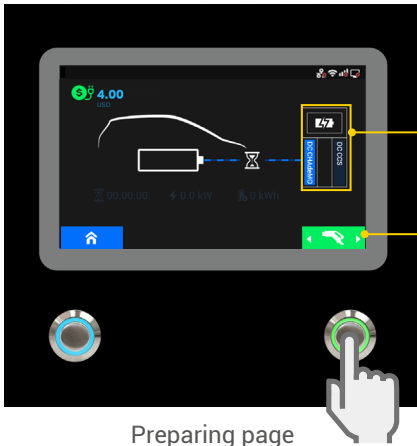 $ 4.00
USD
DC CHAdeMO
DC CCS
00:00:00
0.0 kW
0 kWh
Preparing page